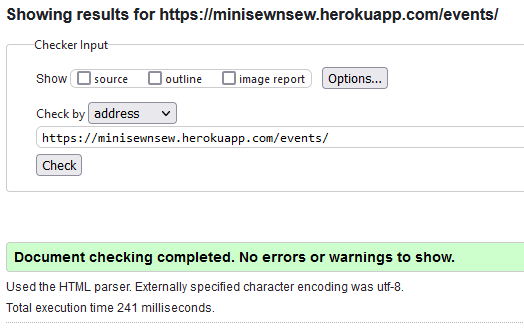 Showing results for https://minisewnsew.herokuapp.com/events/
Checker Input
Show source outline image report Options...
Check by address
https://minisewnsew.herokuapp.com/events/
Check
Document checking completed. No errors or warnings to show.
Used the HTML parser. Externally specified character encoding was utf-8.
Total execution time 241 milliseconds.